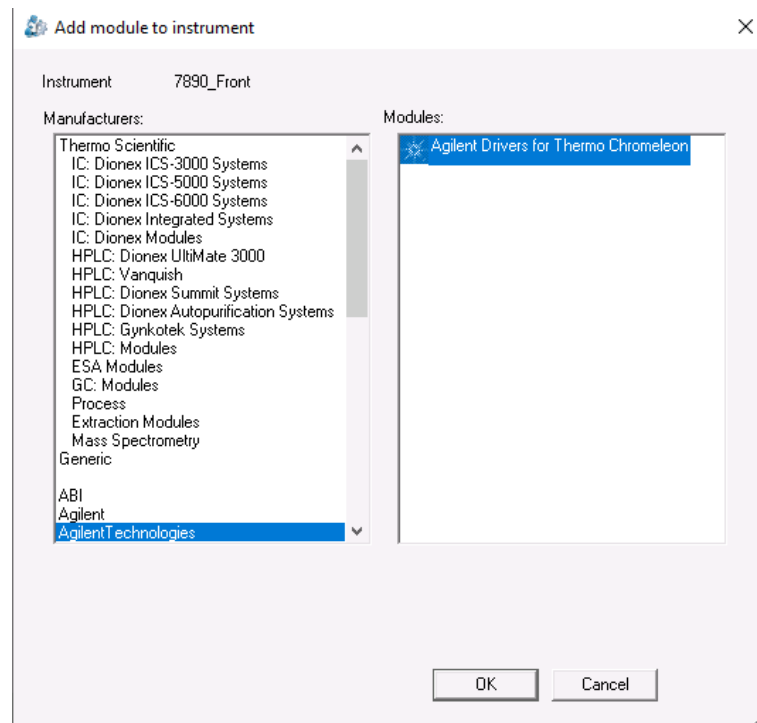 Add module to instrument
Instrument 7890_Front
Manufacturers:
Thermo Scientific
IC: Dionex ICS-3000 Systems
IC: Dionex ICS-5000 Systems
IC: Dionex ICS-6000 Systems
IC: Dionex Integrated Systems
IC: Dionex Modules
HPLC: Dionex UltiMate 3000
HPLC: Vanquish
HPLC: Dionex Summit Systems
HPLC: Dionex Autopurification Systems
HPLC: Gynkotek Systems
HPLC: Modules
ESA Modules
GC: Modules
Process
Extraction Modules
Mass Spectrometry
Generic
ABI
Agilent
AgilentTechnologies
Modules:
Agilent Drivers for Thermo Chromeleon
OK
Cancel